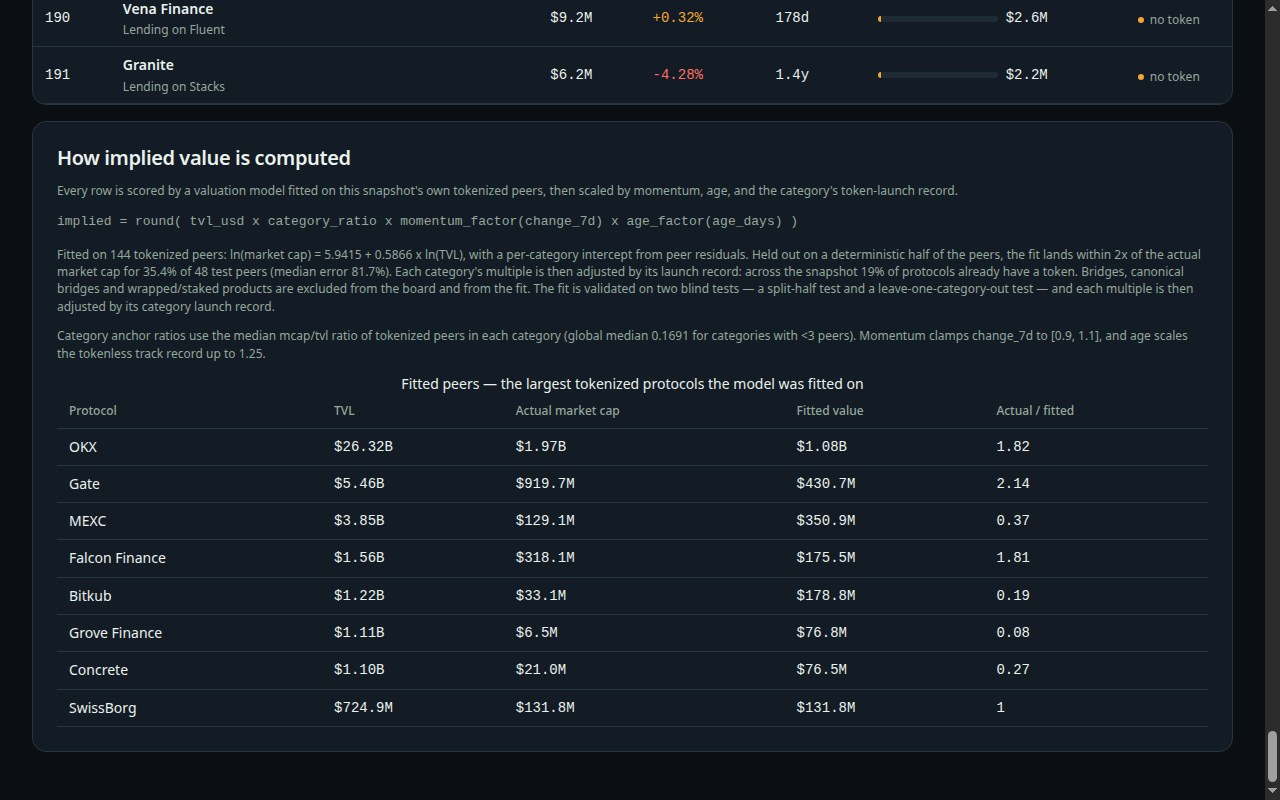 190 Vena Finance $9.2M +0.32% 178d $2.6M no token
Lending on Fluent
191 Granite $6.2M -4.28% 1.4y $2.2M no token
Lending on Stacks
How implied value is computed
Every row is scored by a valuation model fitted on this snapshot's own tokenized peers, then scaled by momentum, age, and the category's token-launch record.
implied = round( tvl_usd x category_ratio x momentum_factor(change_7d) x age_factor(age_days) )
Fitted on 144 tokenized peers: ln(market cap) = 5.9415 + 0.5866 x ln(TVL), with a per-category intercept from peer residuals. Held out on a deterministic half of the peers, the fit lands within 2x of the actual
market cap for 35.4% of 48 test peers (median error 81.7%). Each category's multiple is then adjusted by its launch record: across the snapshot 19% of protocols already have a token. Bridges, canonical
bridges and wrapped/staked products are excluded from the board and from the fit. The fit is validated on two blind tests — a split-half test and a leave-one-category-out test — and each multiple is then
adjusted by its category launch record.
Category anchor ratios use the median mcap/tvl ratio of tokenized peers in each category (global median 0.1691 for categories with <3 peers). Momentum clamps change_7d to [0.9, 1.1], and age scales
the tokenless track record up to 1.25.
Fitted peers — the largest tokenized protocols the model was fitted on
Protocol TVL Actual market cap Fitted value Actual / fitted
OKX $26.32B $1.97B $1.08B 1.82
Gate $5.46B $919.7M $430.7M 2.14
MEXC $3.85B $129.1M $350.9M 0.37
Falcon Finance $1.56B $318.1M $175.5M 1.81
Bitkub $1.22B $33.1M $178.8M 0.19
Grove Finance $1.11B $6.5M $76.8M 0.08
Concrete $1.10B $21.0M $76.5M 0.27
SwissBorg $724.9M $131.8M $131.8M 1